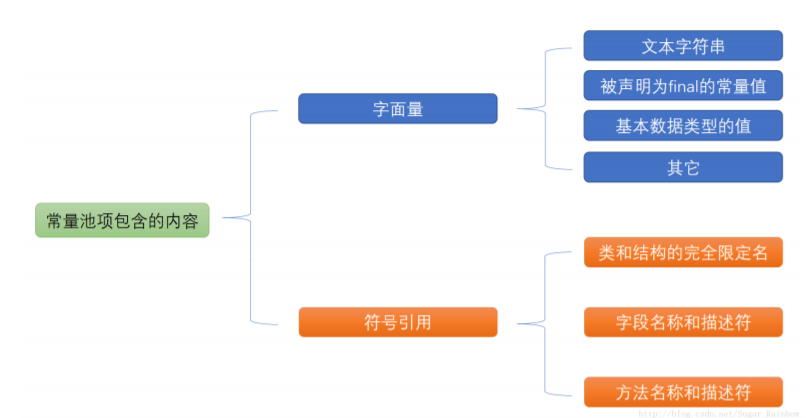 常量池项包含的内容
字面量
文本字符串
被声明为final的常量值
基本数据类型的值
其它
符号引用
类和结构的完全限定名
字段名称和描述符
方法名称和描述符
http://blog.csdn.net/Sugar_Rainbow